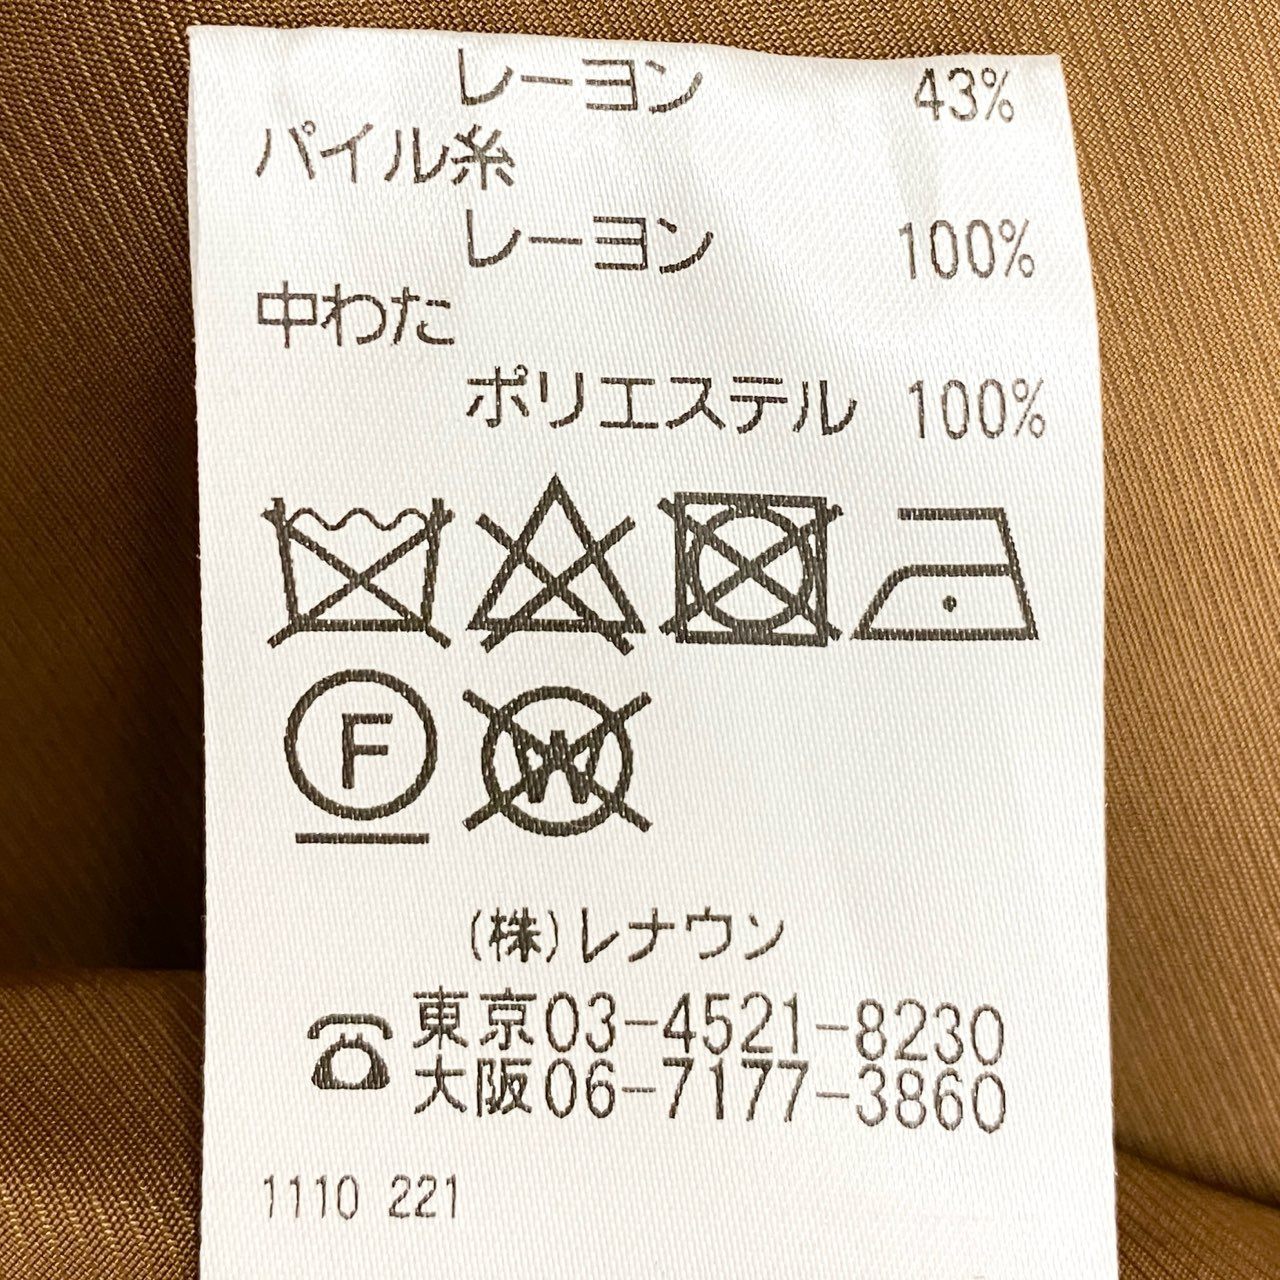 レーヨン 43%
パイル糸
レーヨン 100%
中わた
ポリエステル 100%
F W
(株)レナウン
☎東京03-4521-8230
大阪06-7177-3860
1110 221